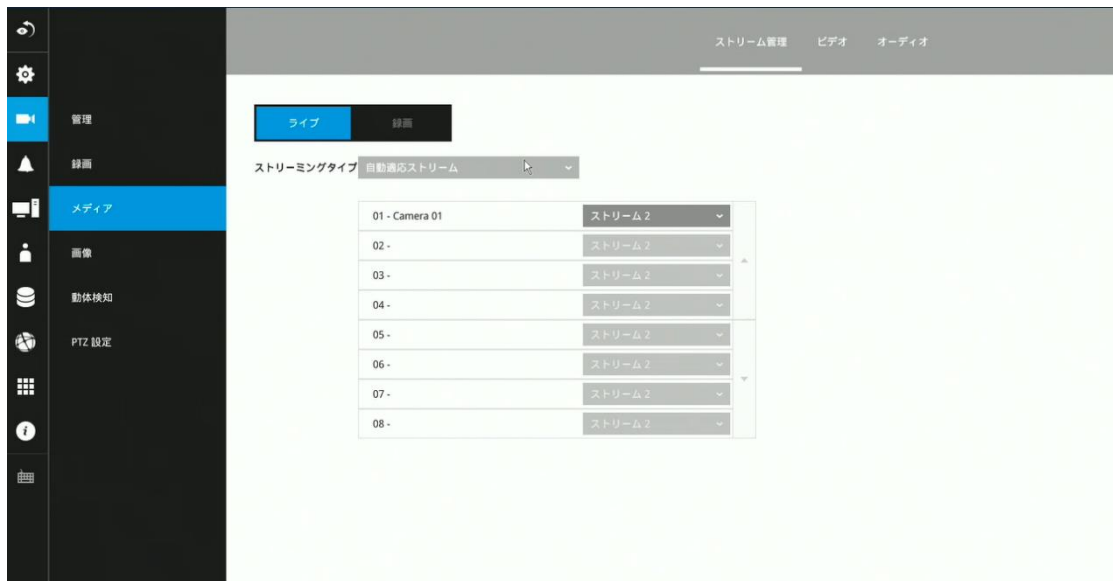 ストリーム管理 ビデオ オーディオ
管理
録画
メディア
画像
動体検知
PTZ 設定
ライブ 録画
ストリーミングタイプ 自動適応ストリーム
01 - Camera 01 ストリーム 2
02 - ストリーム 2
03 - ストリーム 2
04 - ストリーム 2
05 - ストリーム 2
06 - ストリーム 2
07 - ストリーム 2
08 - ストリーム 2